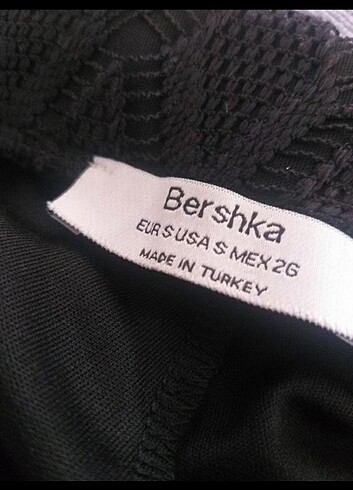 Bershka
EUR S USA S MEX 26
MADE IN TURKEY